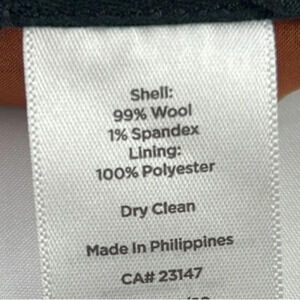 Shell:
99% Wool
1% Spandex
Lining:
100% Polyester
Dry Clean
Made In Philippines
CA# 23147